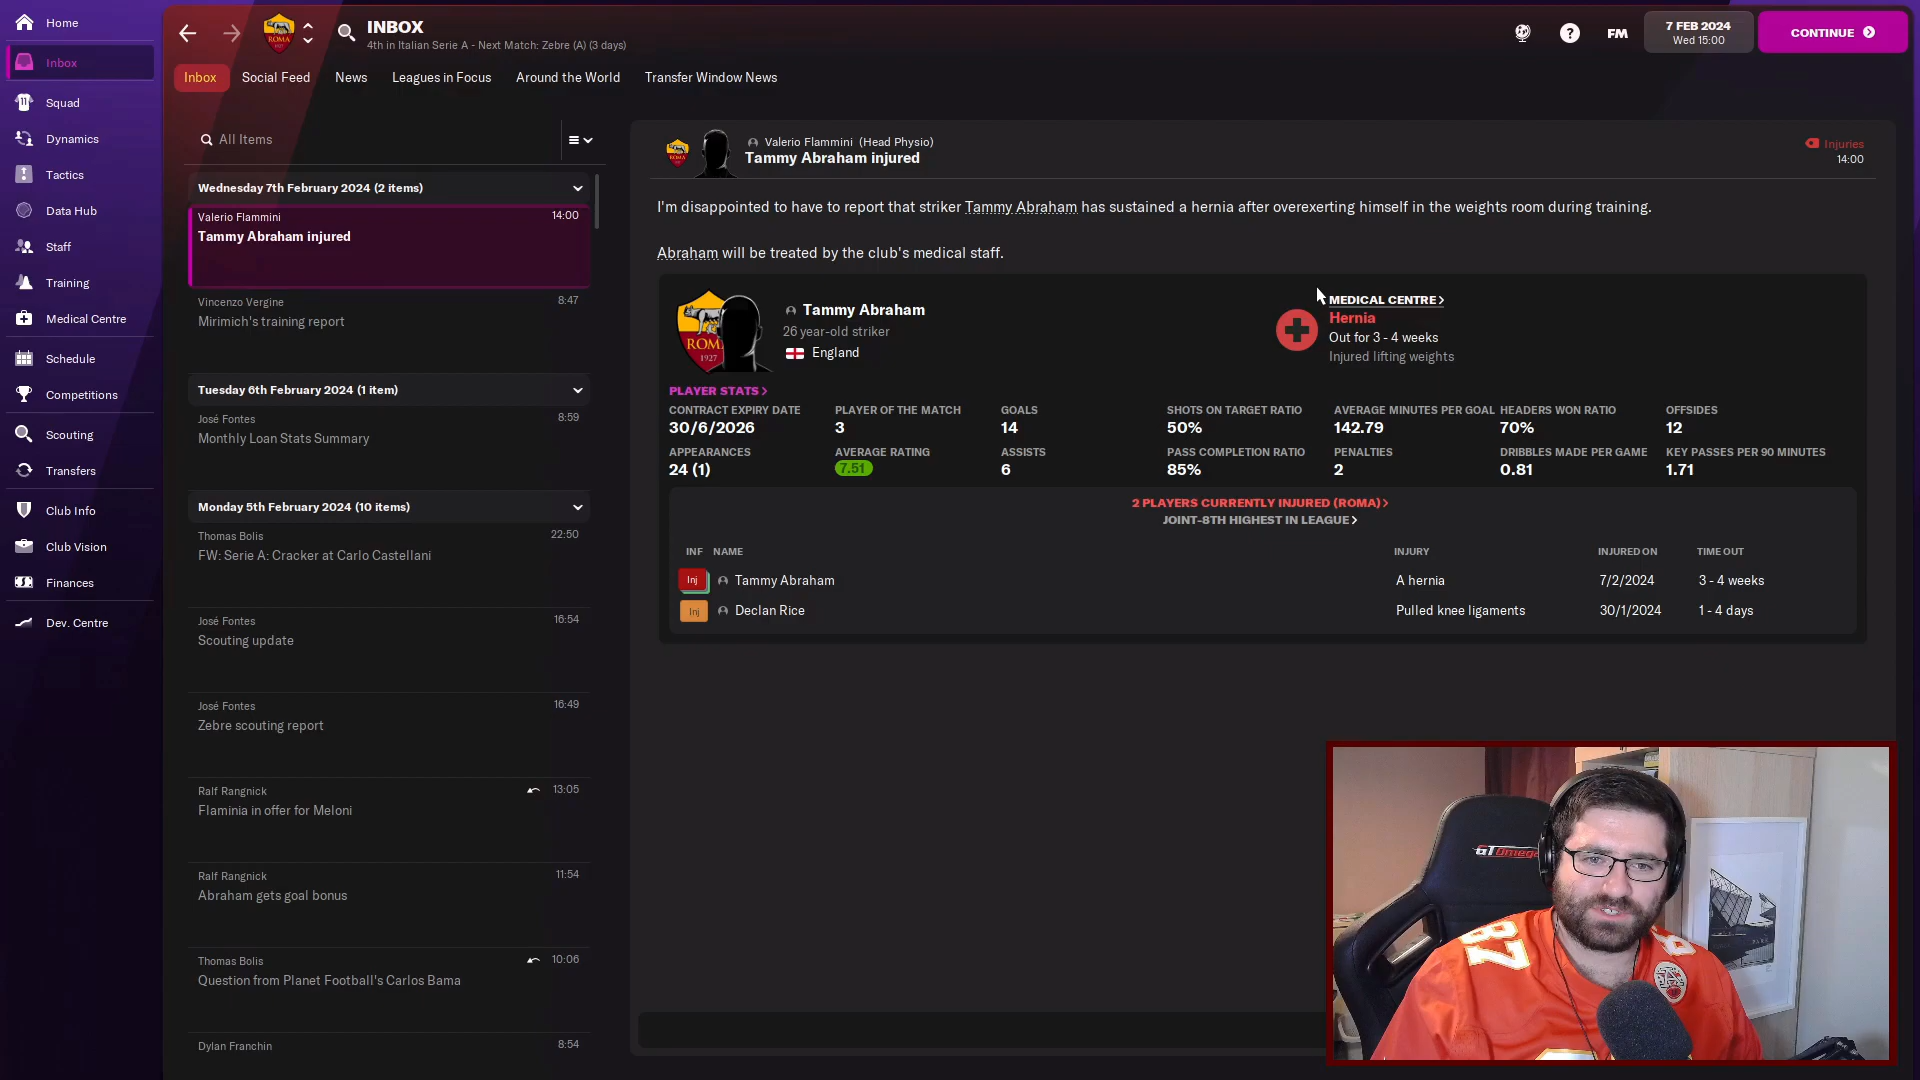 Home
Inbox
Squad
Dynamics
Tactics
Data Hub
Staff
Training
Medical Centre
Schedule
Competitions
Scouting
Transfers
Club Info
Club Vision
Finances
Dev. Centre
INBOX
4th in Italian Serie A - Next Match: Zebre (A) (3 days)
FM
7 FEB 2024
Wed 15:00
CONTINUE
Inbox Social Feed News Leagues in Focus Around the World Transfer Window News
All Items
Wednesday 7th February 2024 (2 items)
Valerio Flammini 14:00
Tammy Abraham injured
Vincenzo Vergine 8:47
Mirimich's training report
Tuesday 6th February 2024 (1 item)
José Fontes 8:59
Monthly Loan Stats Summary
Monday 5th February 2024 (10 items)
Thomas Bolis 22:50
FW: Serie A: Cracker at Carlo Castellani
José Fontes 16:54
Scouting update
José Fontes 16:49
Zebre scouting report
Ralf Rangnick 13:05
Flaminia in offer for Meloni
Ralf Rangnick 11:54
Abraham gets goal bonus
Thomas Bolis 10:06
Question from Planet Football's Carlos Bama
Dylan Franchin 8:54
Valerio Flammini (Head Physio)
Tammy Abraham injured
Injuries
14:00
I'm disappointed to have to report that striker Tammy Abraham has sustained a hernia after overexerting himself in the weights room during training.
Abraham will be treated by the club's medical staff.
ROMA
1927
Tammy Abraham
26 year-old striker
England
MEDICAL CENTRE >
Hernia
Out for 3 - 4 weeks
Injured lifting weights
PLAYER STATS >
CONTRACT EXPIRY DATE PLAYER OF THE MATCH GOALS SHOTS ON TARGET RATIO AVERAGE MINUTES PER GOAL HEADERS WON RATIO OFFSIDES
30/6/2026 3 14 50% 142.79 70% 12
APPEARANCES AVERAGE RATING ASSISTS PASS COMPLETION RATIO PENALTIES DRIBBLES MADE PER GAME KEY PASSES PER 90 MINUTES
24 (1) 7.51 6 85% 2 0.81 1.71
2 PLAYERS CURRENTLY INJURED (ROMA) >
JOINT-8TH HIGHEST IN LEAGUE >
INF NAME INJURY INJURED ON TIME OUT
Inj Tammy Abraham A hernia 7/2/2024 3 - 4 weeks
Inj Declan Rice Pulled knee ligaments 30/1/2024 1 - 4 days
GT Omega
87